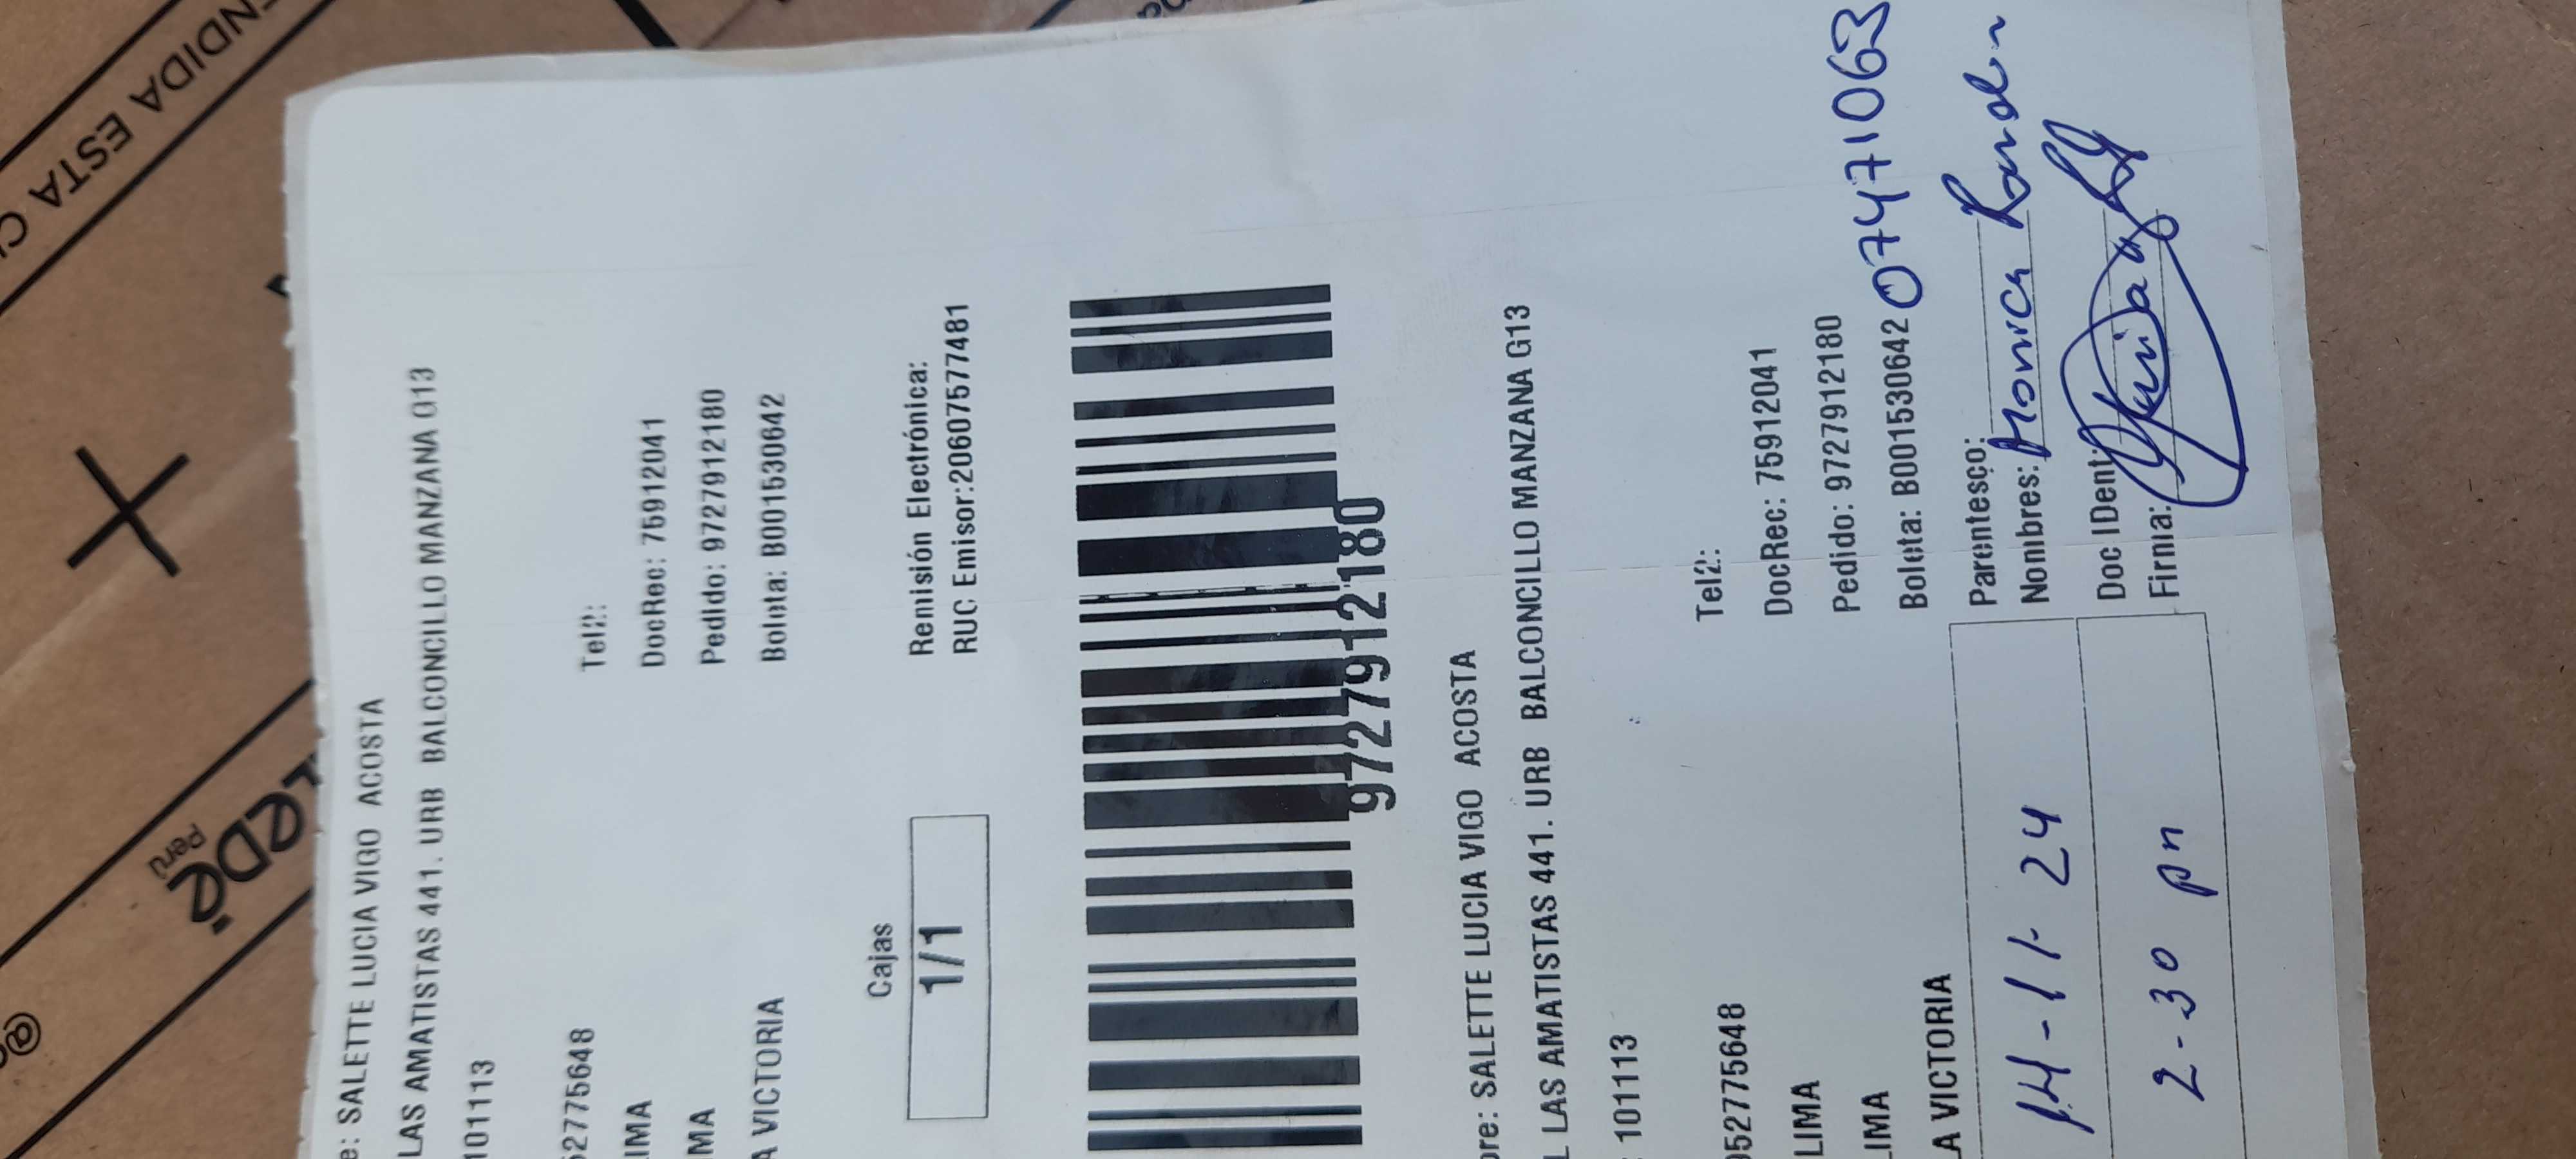 NDIDA ESTA C
Perú
LEDÉ
@
e: SALETTE LUCIA VIGO ACOSTA
LAS AMATISTAS 441. URB BALCONCILLO MANZANA G13
101113
52775648
Tel2:
IMA
DocRec: 75912041
MA
Pedido: 9727912180
A VICTORIA
Boleta: B001530642
Cajas
1/1
Remisión Electrónica:
RUC Emisor:20607577481
9727912180
bre: SALETTE LUCIA VIGO ACOSTA
L LAS AMATISTAS 441. URB BALCONCILLO MANZANA G13
: 101113
952775648
Tel2:
LIMA
DocRec: 75912041
LIMA
Pedido: 9727912180
A VICTORIA
Boleta: B001530642
07471063
14-11-24
Parentesco:
Nombres: Monica
2-30 pm
Doc IDent:
Firma: